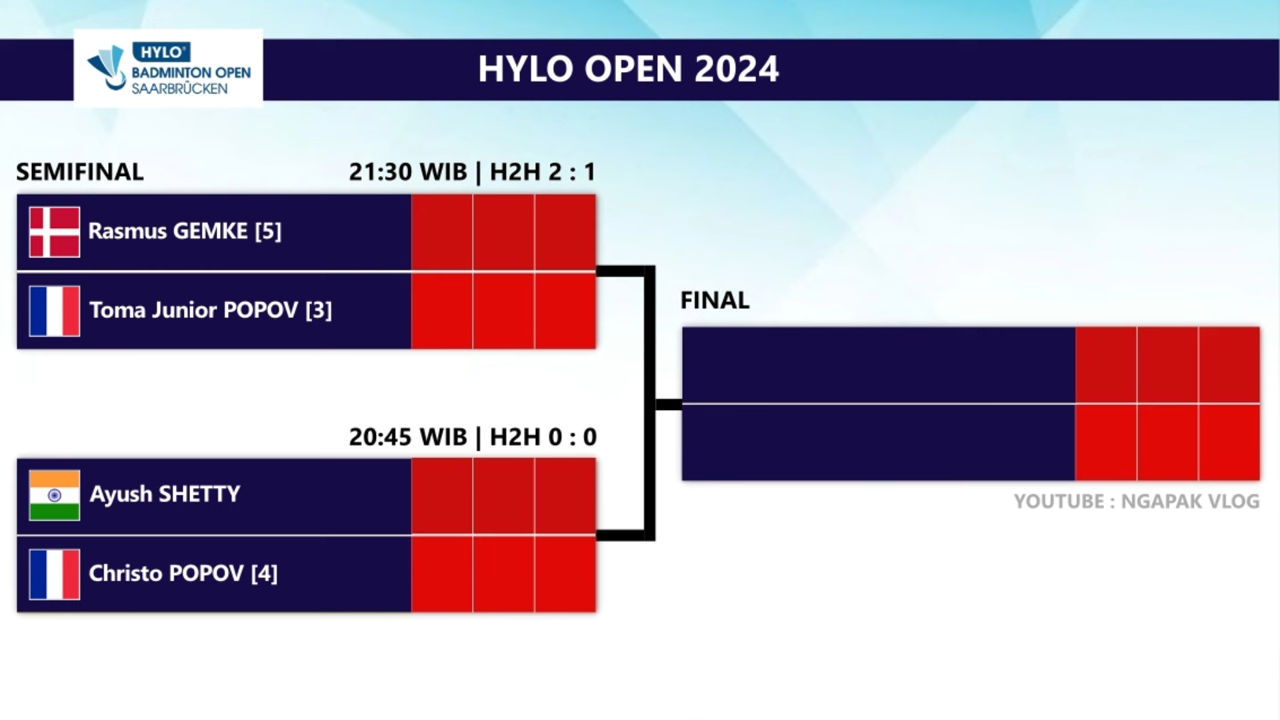 HYLO
BADMINTON OPEN
SAARBRÜCKEN
HYLO OPEN 2024
SEMIFINAL
21:30 WIB | H2H 2 : 1
Rasmus GEMKE [5]
Toma Junior POPOV [3]
20:45 WIB | H2H 0 : 0
Ayush SHETTY
Christo POPOV [4]
FINAL
YOUTUBE : NGAPAK VLOG